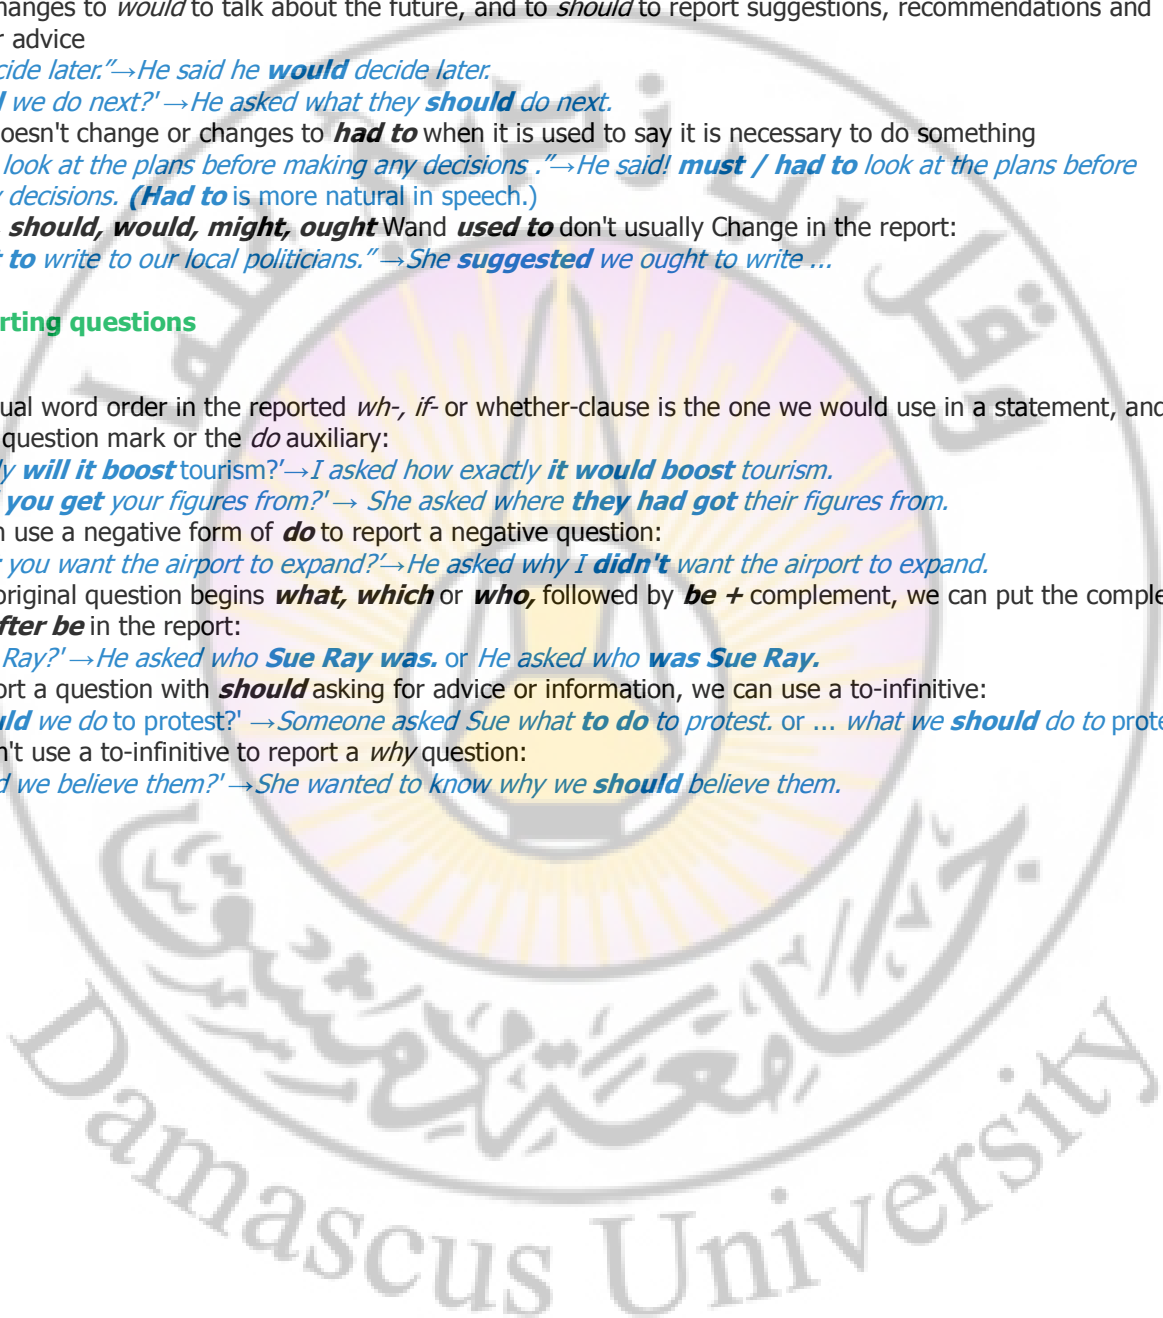 hanges to would to talk about the future, and to should to report suggestions, recommendations and
r advice
cide later."→He said he would decide later.
we do next?' →He asked what they should do next.
oesn't change or changes to had to when it is used to say it is necessary to do something
look at the plans before making any decisions ."→He said! must / had to look at the plans before
decisions. (Had to is more natural in speech.)
should, would, might, ought Wand used to don't usually Change in the report:
to write to our local politicians." →She suggested we ought to write ...
rting questions
ual word order in the reported wh-, if- or whether-clause is the one we would use in a statement, and
question mark or the do auxiliary:
y will it boost tourism?'→I asked how exactly it would boost tourism.
you get your figures from?' → She asked where they had got their figures from.
n use a negative form of do to report a negative question:
you want the airport to expand?'→He asked why I didn't want the airport to expand.
original question begins what, which or who, followed by be + complement, we can put the comple
fter be in the report:
Ray?' →He asked who Sue Ray was. or He asked who was Sue Ray.
ort a question with should asking for advice or information, we can use a to-infinitive:
uld we do to protest?' →Someone asked Sue what to do to protest. or ... what we should do to prote
n't use a to-infinitive to report a why question:
d we believe them?' →She wanted to know why we should believe them.
وقل رب زدني علما
جامعة دمشق
Damascus University